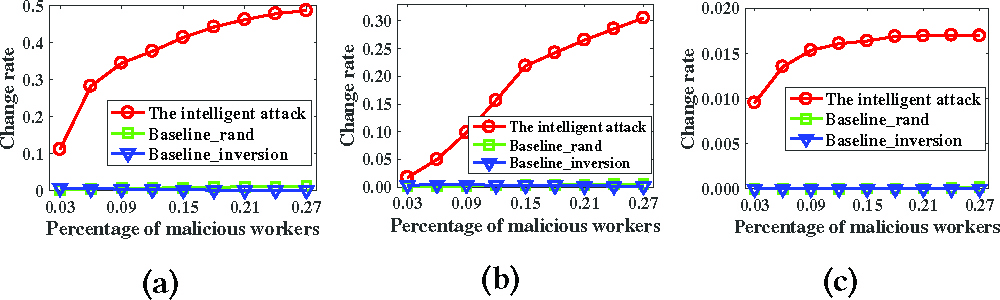 0.5
0.4
0.3
0.2
0.1
0
Change rate
The intelligent attack
Baseline_rand
Baseline_inversion
0.03 0.09 0.15 0.21 0.27
Percentage of malicious workers
(a)
0.30
0.25
0.20
0.15
0.10
0.05
0.00
Change rate
The intelligent attack
Baseline_rand
Baseline_inversion
0.03 0.09 0.15 0.21 0.27
Percentage of malicious workers
(b)
0.020
0.015
0.010
0.005
0.000
Change rate
The intelligent attack
Baseline_rand
Baseline_inversion
0.03 0.09 0.15 0.21 0.27
Percentage of malicious workers
(c)